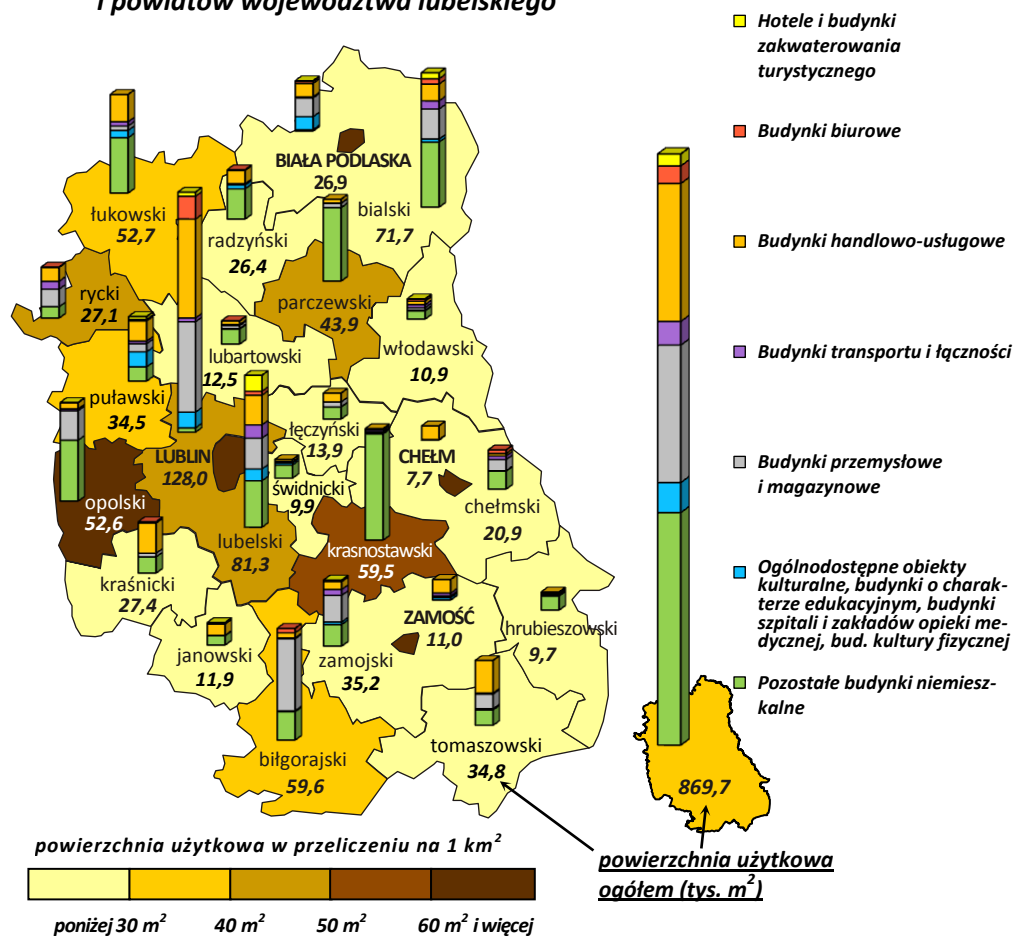 i powiatów województwa lubelskiego
Hotele i budynki
zakwaterowania
turystycznego
Budynki biurowe
Budynki handlowo-usługowe
Budynki transportu i łączności
Budynki przemysłowe
i magazynowe
Ogólnodostępne obiekty
kulturalne, budynki o charak-
terze edukacyjnym, budynki
szpitali i zakładów opieki me-
dycznej, bud. kultury fizycznej
Pozostałe budynki niemiesz-
kalne
BIAŁA PODLASKA
26,9
bialski
71,7
łukowski
52,7
radzyński
26,4
rycki
27,1
parczewski
43,9
włodawski
10,9
lubartowski
12,5
puławski
34,5
łęczyński
13,9
CHEŁM
7,7
LUBLIN
128,0
świdnicki
9,9
chełmski
20,9
opolski
52,6
lubelski
81,3
krasnostawski
59,5
kraśnicki
27,4
ZAMOŚĆ
11,0
hrubieszowski
9,7
janowski
11,9
zamojski
35,2
biłgorajski
59,6
tomaszowski
34,8
869,7
powierzchnia użytkowa w przeliczeniu na 1 km²
poniżej 30 m² 40 m² 50 m² 60 m² i więcej
powierzchnia użytkowa
ogółem (tys. m²)